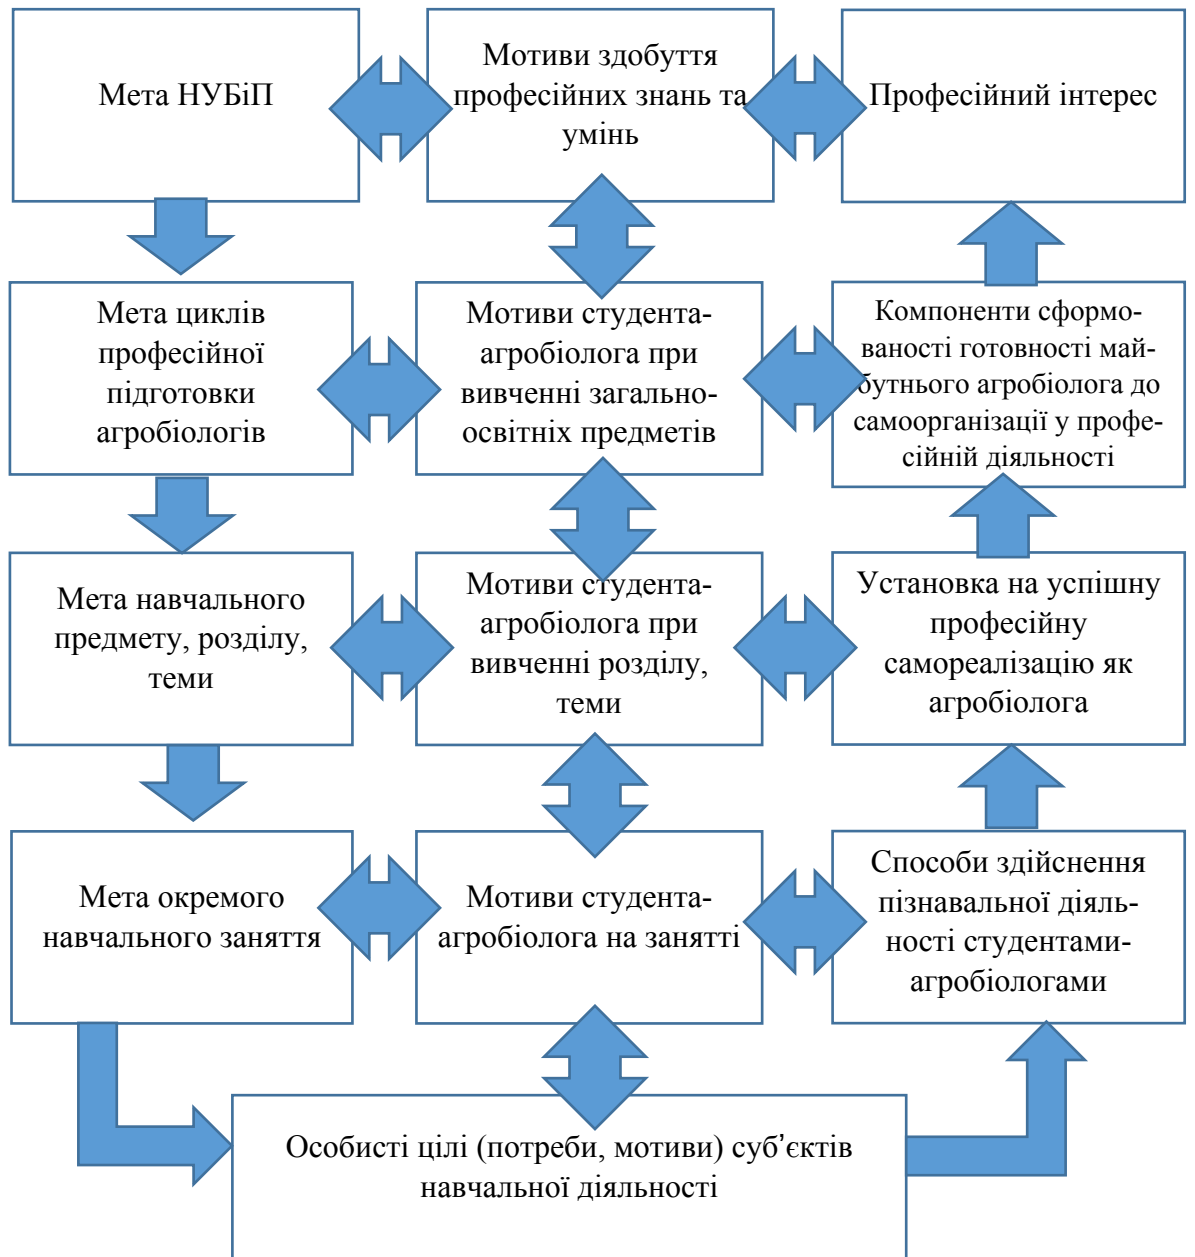 Мета НУБіП
Мотиви здобуття
професійних знань та
умінь
Професійний інтерес
Мета циклів
професійної
підготовки
агробіологів
Мотиви студента-
агробіолога при
вивченні загально-
освітніх предметів
Компоненти сформо-
ваності готовності май-
бутнього агробіолога до
самоорганізації у профе-
сійній діяльності
Мета навчального
предмету, розділу,
теми
Мотиви студента-
агробіолога при
вивченні розділу,
теми
Установка на успішну
професійну
самореалізацію як
агробіолога
Мета окремого
навчального заняття
Мотиви студента-
агробіолога на занятті
Способи здійснення
пізнавальної діяль-
ності студентами-
агробіологами
Особисті цілі (потреби, мотиви) суб’єктів
навчальної діяльності